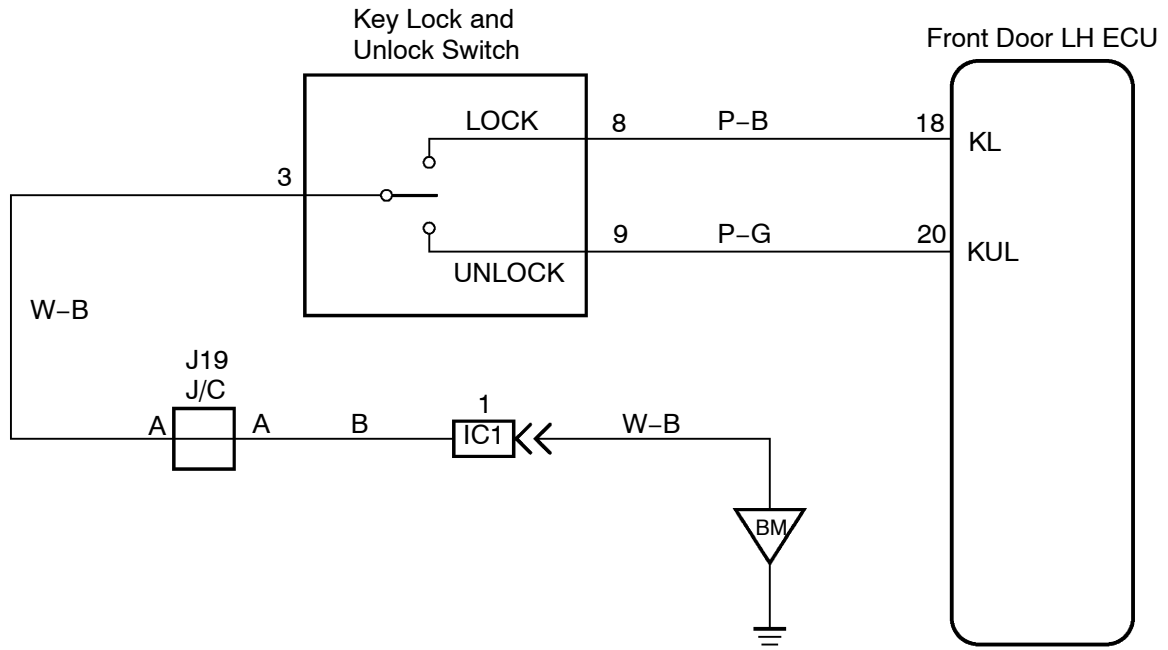 Key Lock and
Unlock Switch
Front Door LH ECU
LOCK
8
P−B
18
KL
3
9
P−G
20
KUL
UNLOCK
W−B
J19
J/C
A
A
B
1
IC1
W−B
BM